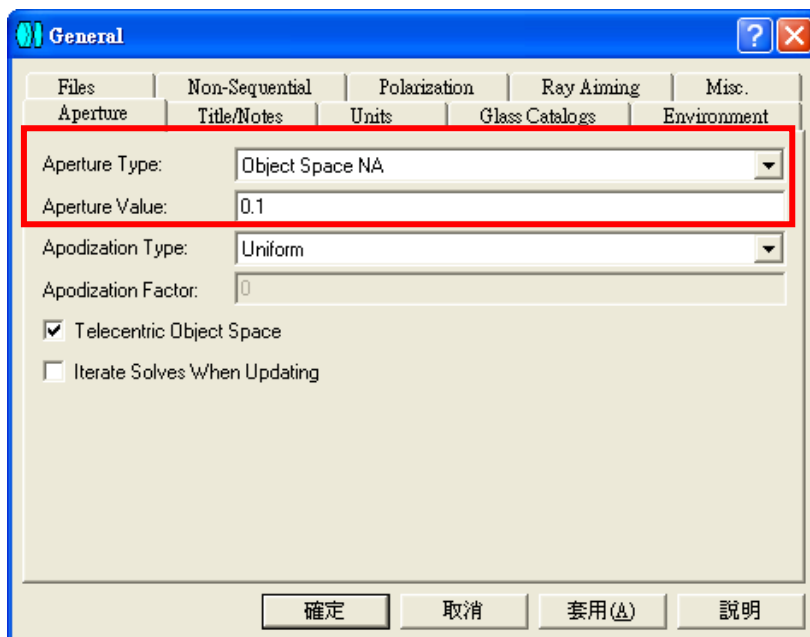 General
Files Non-Sequential Polarization Ray Aiming Misc.
Aperture Title/Notes Units Glass Catalogs Environment
Aperture Type: Object Space NA
Aperture Value: 0.1
Apodization Type: Uniform
Apodization Factor: 0
Telecentric Object Space
Iterate Solves When Updating
確定 取消 套用(A) 說明